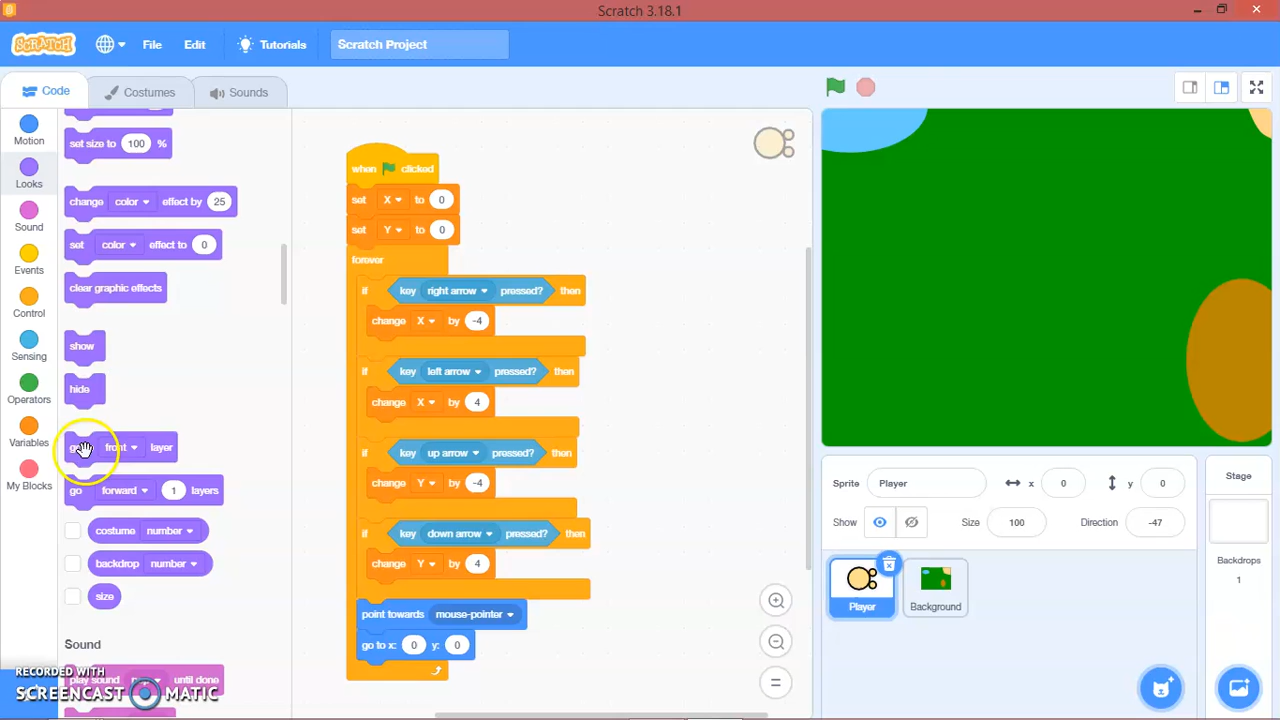 Scratch 3.18.1
SCRATCH
File
Edit
Tutorials
Scratch Project
Code
Costumes
Sounds
Motion
Looks
Sound
Events
Control
Sensing
Operators
Variables
My Blocks
set size to 100 %
change color effect by 25
set color effect to 0
clear graphic effects
show
hide
front layer
go forward 1 layers
costume number
backdrop number
size
Sound
until done
when clicked
set X to 0
set Y to 0
forever
if key right arrow pressed? then
change X by -4
if key left arrow pressed? then
change X by 4
if key up arrow pressed? then
change Y by -4
if key down arrow pressed? then
change Y by 4
point towards mouse-pointer
go to x: 0 y: 0
Sprite Player x 0 y 0
Show Size 100 Direction -47
Player
Background
Stage
Backdrops
1
RECORDED WITH
SCREENCAST MATIC